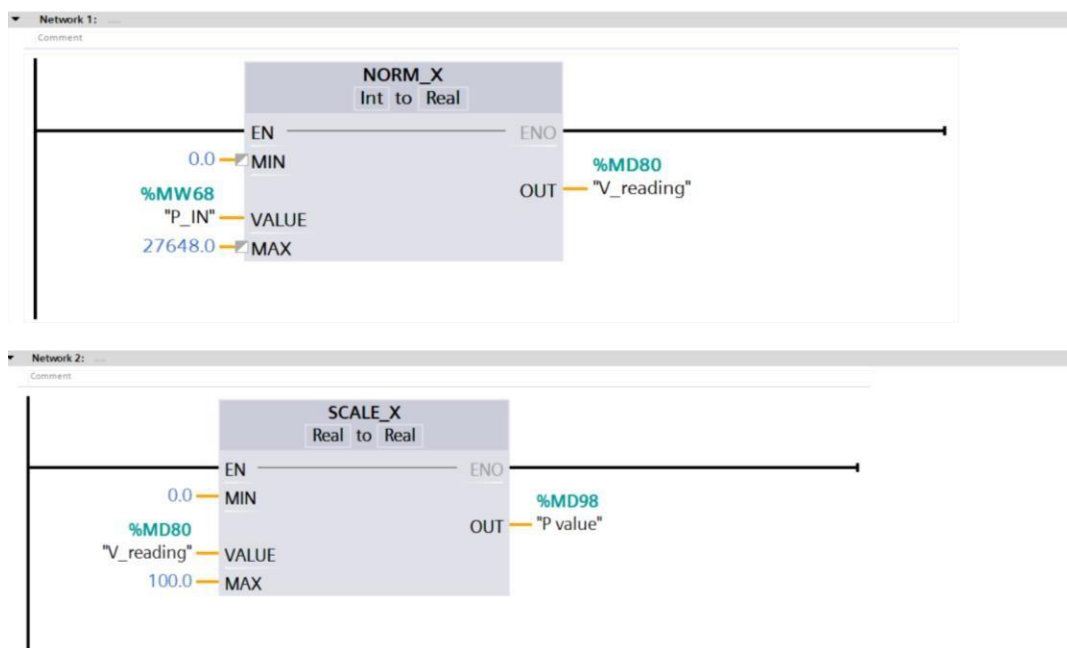 Network 1: ....
Comment
NORM_X
Int to Real
EN ENO
0.0 MIN
%MD80
%MW68
OUT "V_reading"
"P_IN" VALUE
27648.0 MAX
Network 2: ....
Comment
SCALE_X
Real to Real
EN ENO
0.0 MIN
%MD98
%MD80
OUT "P value"
"V_reading" VALUE
100.0 MAX